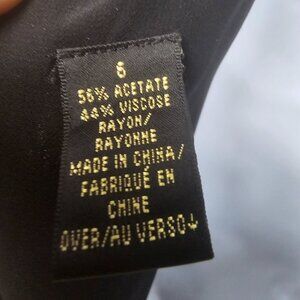 6
56% ACETATE
44% VISCOSE
RAYON/
RAYONNE
MADE IN CHINA/
FABRIQUÉ EN
CHINE
OVER/AU VERSO↓